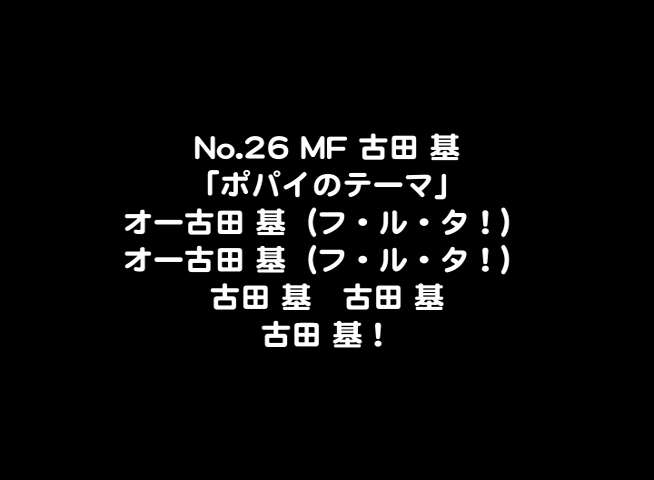 No.26 MF 古田 基
「ポパイのテーマ」
オー古田 基（フ・ル・タ！）
オー古田 基（フ・ル・タ！）
古田 基　古田 基
古田 基！